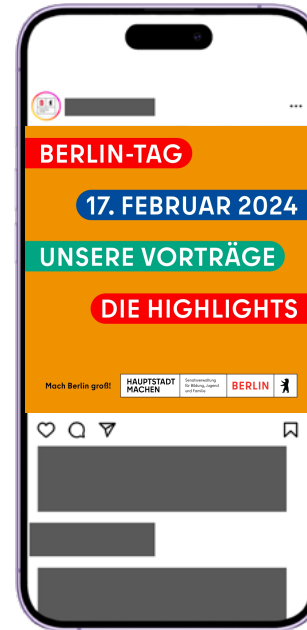 BERLIN-TAG
17. FEBRUAR 2024
UNSERE VORTRÄGE
DIE HIGHLIGHTS
Mach Berlin groß!
HAUPTSTADT
MACHEN
Senatsverwaltung
für Bildung, Jugend
und Familie
BERLIN